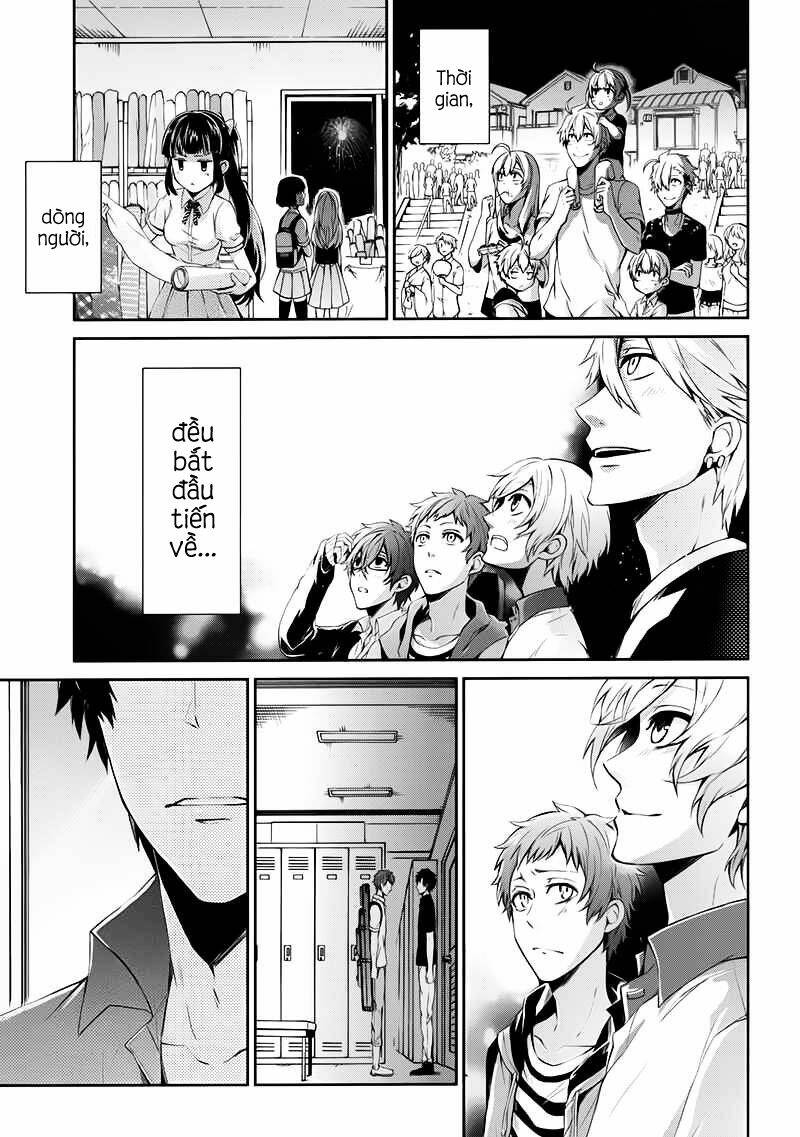 Thời
gian,
dòng
người,
đều
bắt
đầu
tiến
về...